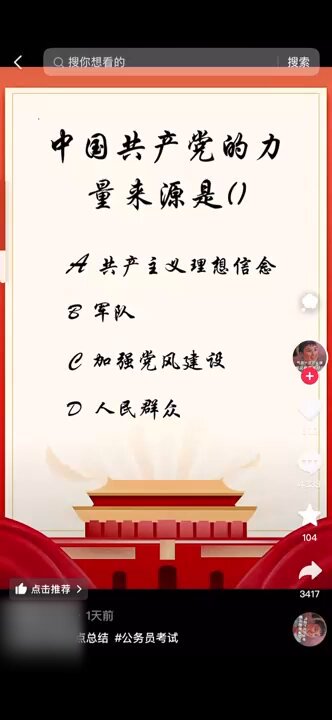 搜你想看的
搜索
中国共产党的力
量来源是()
A 共产主义理想信念
B 军队
C 加强党风建设
D 人民群众
104
3417
点击推荐 >
1天前
点总结 #公务员考试